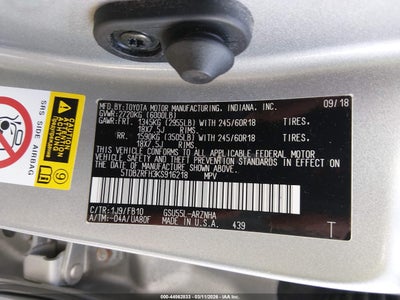 09/18
MFD. BY:TOYOTA MOTOR MANUFACTURING, INDIANA, INC.
GVWR:2720KG (6000LB)
GAWR:FRT. 1345KG (2955LB) WITH 245/60R18 TIRES,
18X7.5J RIMS,
RR. 1590KG (3505LB) WITH 245/60R18 TIRES,
18X7.5J RIMS,
THIS VEHICLE CONFORMS TO ALL APPLICABLE
FEDERAL MOTOR VEHICLE SAFETY, AND
THEFT PREVENTION STANDARDS IN EFFECT ON THE
DATE OF MANUFACTURE SHOWN ABOVE.
5TDBZRFH3KS916218 MPV
C/TR:1J9/FB10 GSU55L-ARZNHA
A/TM:-04A/UA80F MADE IN U.S.A. 439
T
SRS SIDE AIRBAG
ATTENTION
ACHTUNG